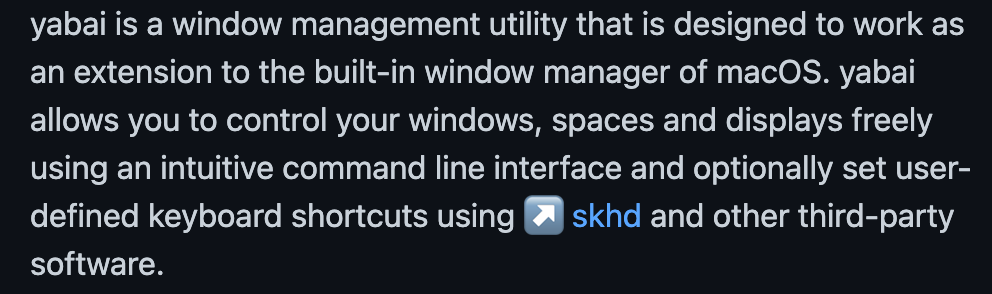 yabai is a window management utility that is designed to work as
an extension to the built-in window manager of macOS. yabai
allows you to control your windows, spaces and displays freely
using an intuitive command line interface and optionally set user-
defined keyboard shortcuts using ↗️ skhd and other third-party
software.